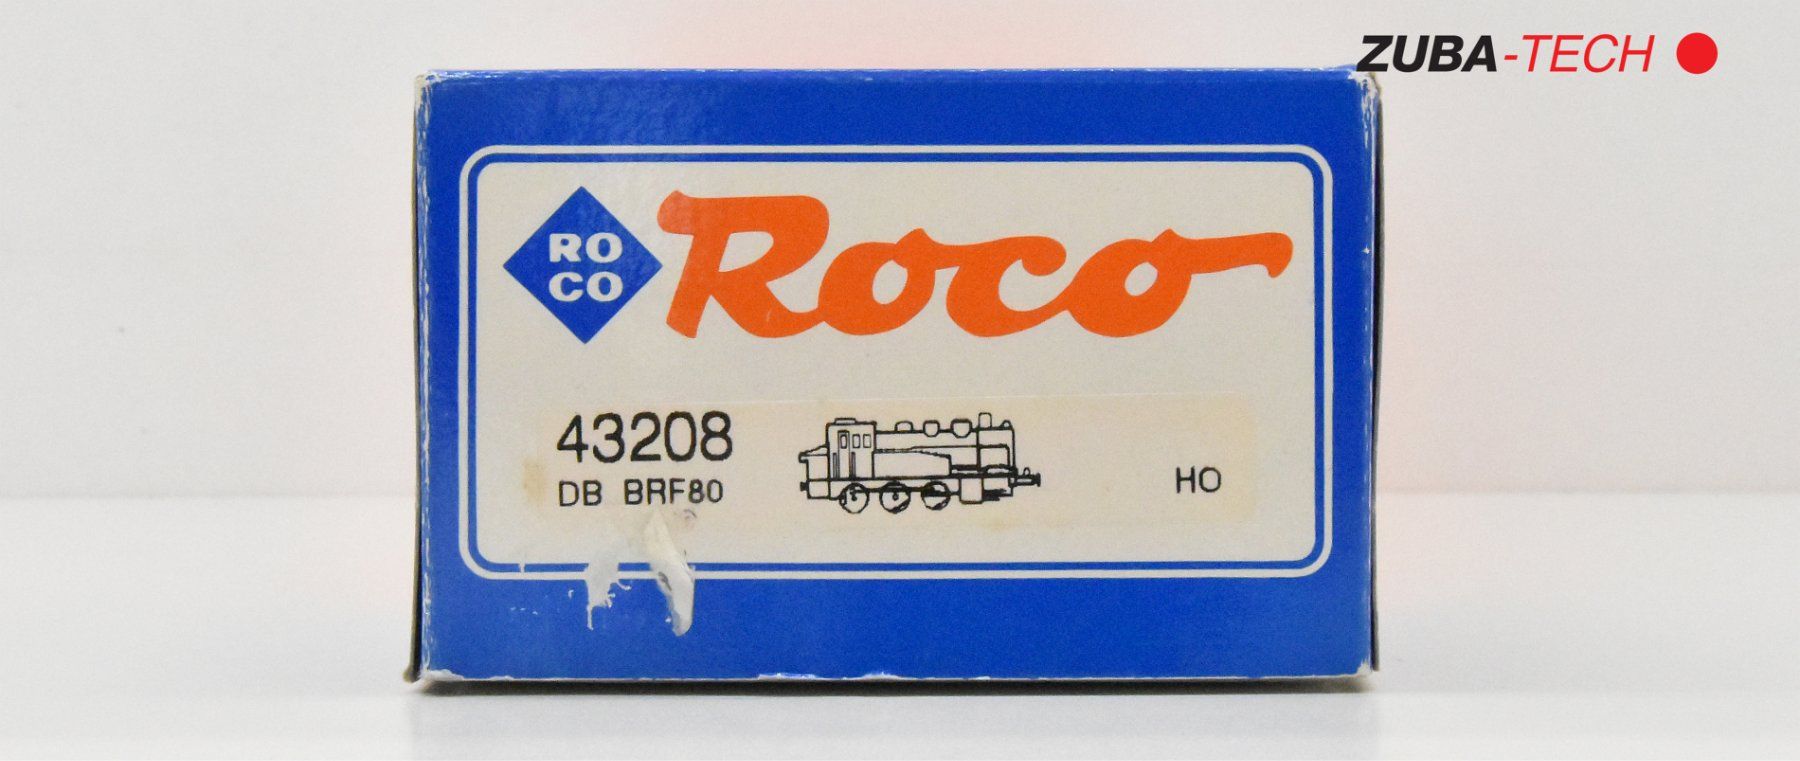 ZUBA-TECH
RO
CO
Roco
43208
DB BRF80
HO